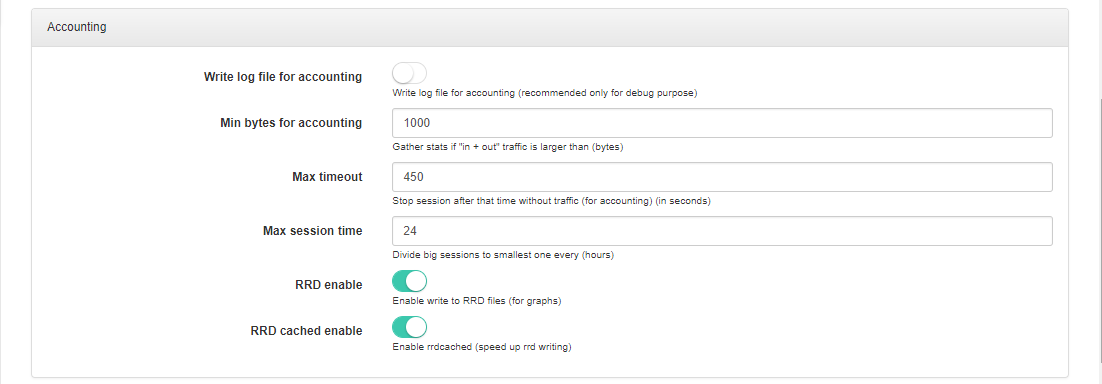 Accounting
Write log file for accounting
Write log file for accounting (recommended only for debug purpose)
Min bytes for accounting
1000
Gather stats if "in + out" traffic is larger than (bytes)
Max timeout
450
Stop session after that time without traffic (for accounting) (in seconds)
Max session time
24
Divide big sessions to smallest one every (hours)
RRD enable
Enable write to RRD files (for graphs)
RRD cached enable
Enable rrdcached (speed up rrd writing)